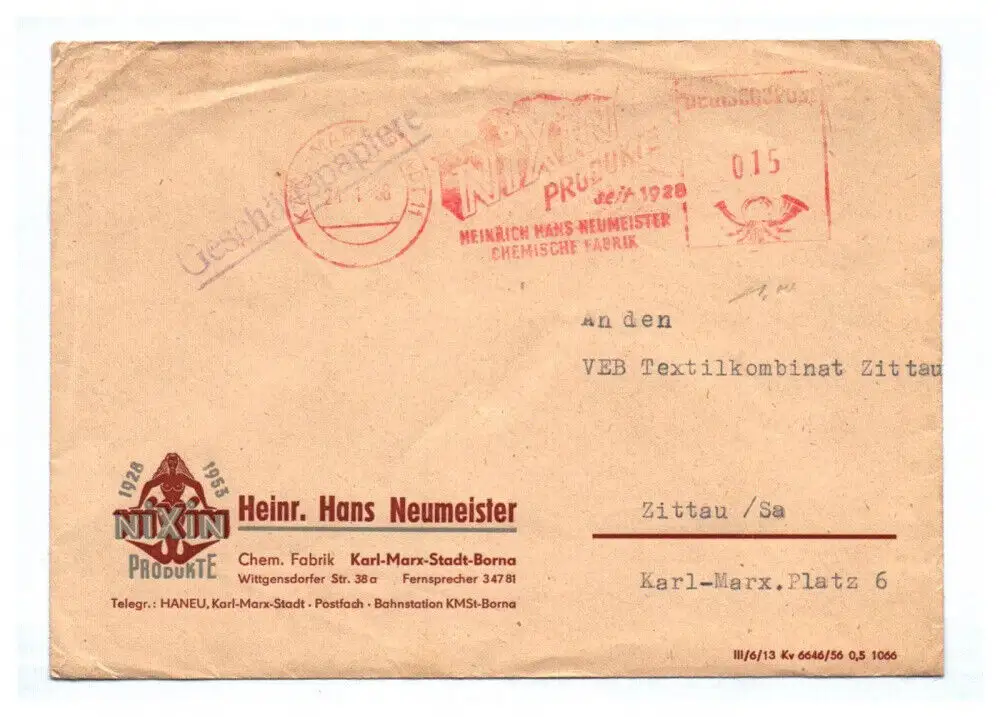 Geschäftspapiere
NIXIN
PRODUKTE
seit 1928
HEINRICH HANS NEUMEISTER
CHEMISCHE FABRIK
DEUTSCHE POST
015
An den
VEB Textilkombinat Zittau
Zittau /Sa
Karl-Marx.Platz 6
1928 1953
NIXIN
PRODUKTE
Heinr. Hans Neumeister
Chem. Fabrik Karl-Marx-Stadt-Borna
Wittgensdorfer Str. 38a Fernsprecher 34781
Telegr.: HANEU, Karl-Marx-Stadt · Postfach · Bahnstation KMSt-Borna
III/6/13 Kv 6646/56 0,5 1066